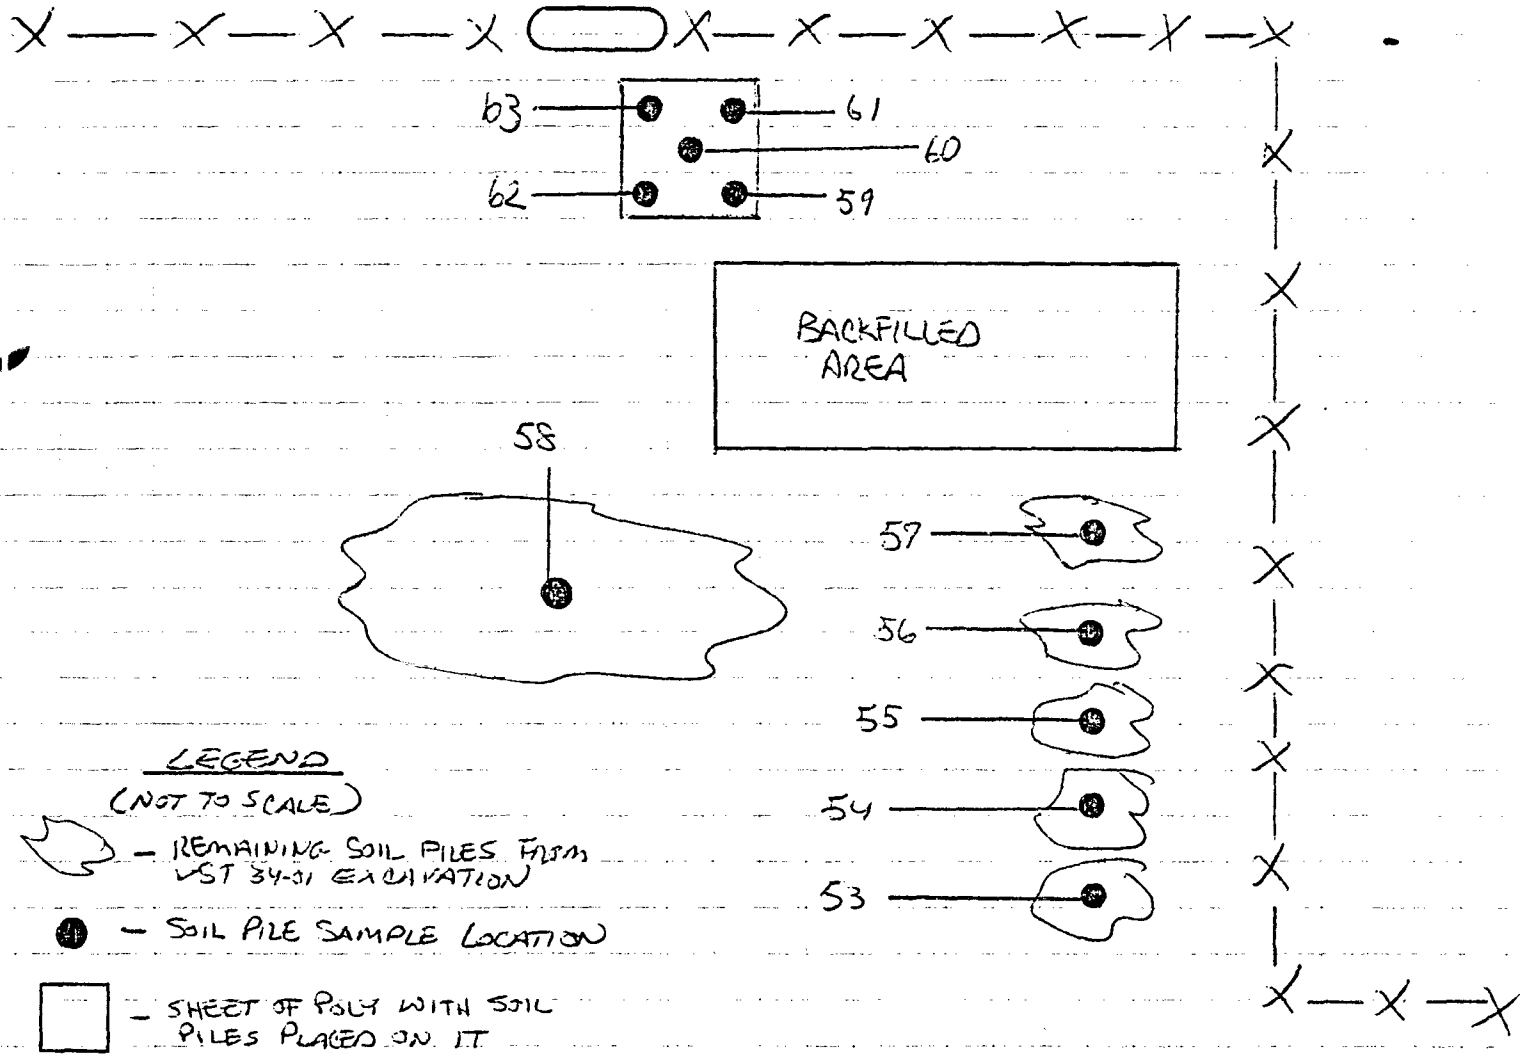 63
61
60
62
59
BACKFILLED
AREA
58
57
56
55
54
53
LEGEND
(NOT TO SCALE)
- REMAINING SOIL PILES FROM
UST 34-01 EXCAVATION
- SOIL PILE SAMPLE LOCATION
- SHEET OF POLY WITH SOIL
PILES PLACED ON IT